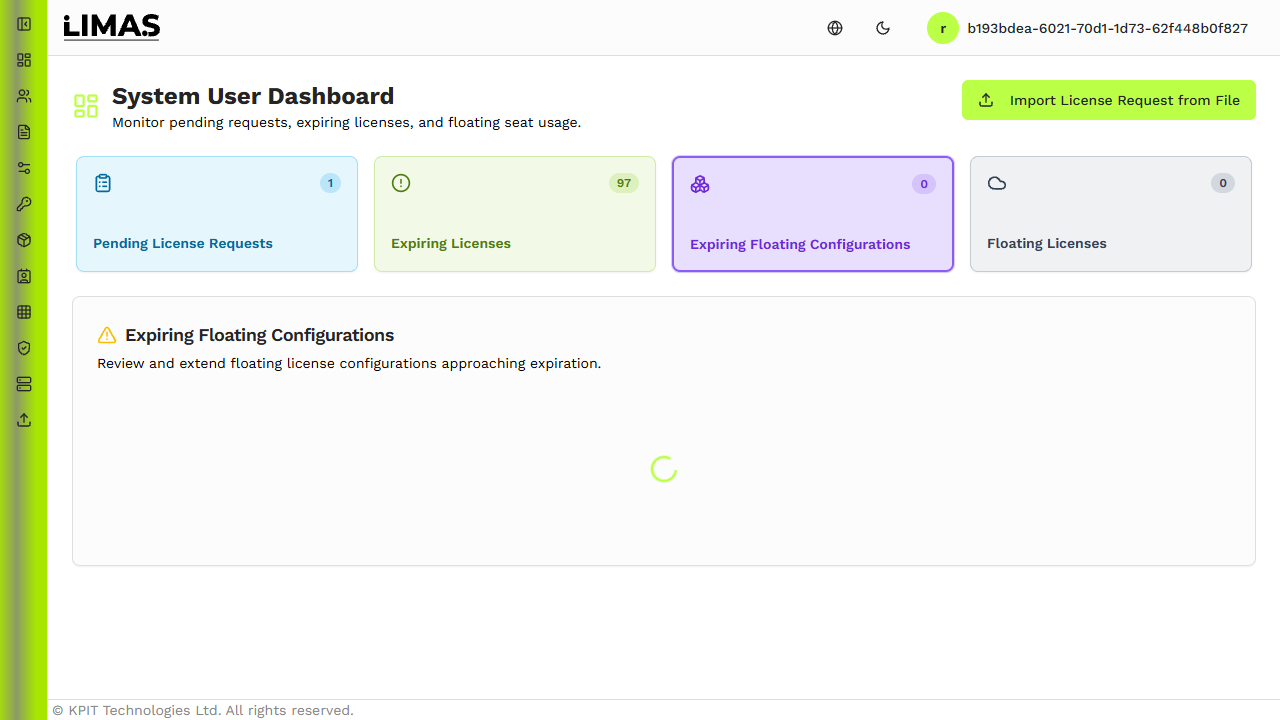 LIMAS
r
b193bdea-6021-70d1-1d73-62f448b0f827
System User Dashboard
Monitor pending requests, expiring licenses, and floating seat usage.
Import License Request from File
1
Pending License Requests
97
Expiring Licenses
0
Expiring Floating Configurations
0
Floating Licenses
Expiring Floating Configurations
Review and extend floating license configurations approaching expiration.
© KPIT Technologies Ltd. All rights reserved.